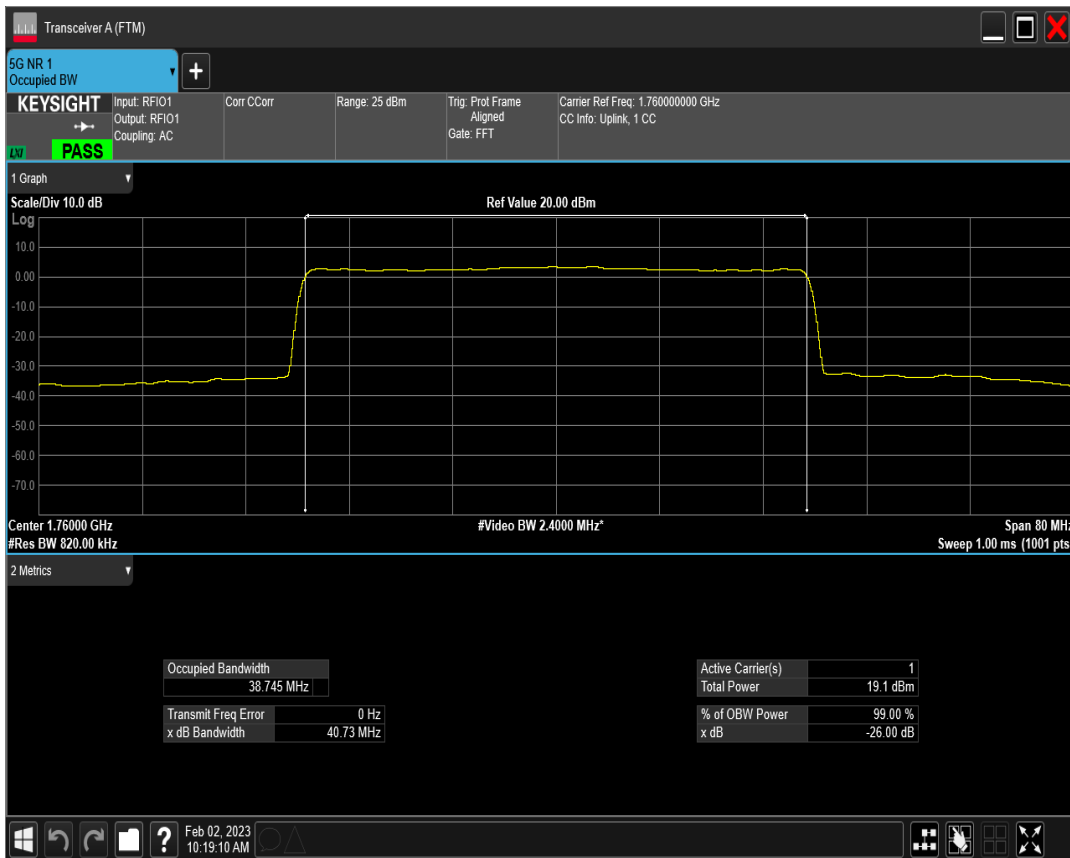 Transceiver A (FTM)
5G NR 1
Occupied BW
+
KEYSIGHT
LXI
PASS
Input: RFIO1
Output: RFIO1
Coupling: AC
Corr CCorr
Range: 25 dBm
Trig: Prot Frame
Aligned
Gate: FFT
Carrier Ref Freq: 1.760000000 GHz
CC Info: Uplink, 1 CC
1 Graph
Scale/Div 10.0 dB
Ref Value 20.00 dBm
Log
10.0
0.00
-10.0
-20.0
-30.0
-40.0
-50.0
-60.0
-70.0
Center 1.76000 GHz
#Video BW 2.4000 MHz*
Span 80 MHz
#Res BW 820.00 kHz
Sweep 1.00 ms (1001 pts
2 Metrics
Occupied Bandwidth
38.745 MHz
Transmit Freq Error 0 Hz
x dB Bandwidth 40.73 MHz
Active Carrier(s) 1
Total Power 19.1 dBm
% of OBW Power 99.00 %
x dB -26.00 dB
?
Feb 02, 2023
10:19:10 AM